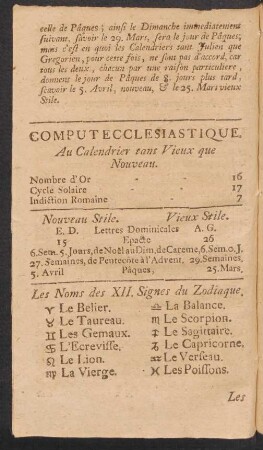 celle de Pâques; ainsi le Dimanche immediatement
suivant, sçavoir le 29. Mars, sera le jour de Pâques;
mais c'est en quoi les Calendriers tant Julien que
Gregorien, pour cette fois, ne sont pas d'accord, car
tous les deux, chacun par une raison particuliere,
donnent le jour de Pâques de 8. jours plus tard,
sçavoir le 5. Avril, nouveau, & le 25. Mars vieux
Stile.
COMPUT ECCLESIASTIQUE,
Au Calendrier tant Vieux que
Nouveau.
Nombre d'Or - - 16
Cycle Solaire - - 17
Indiction Romaine - - 7
Nouveau Stile. Vieux Stile.
E. D. Lettres Dominicales A. G.
15 Epacte 26
6. Sem. 5. Jours, de Noël au Dim. de Careme, 6. Sem. 0. J.
27. Semaines, de Pentecôte à l'Advent, 29. Semaines,
5. Avril Pâques, 25. Mars,
Les Noms des XII. Signes du Zodiaque.
♈ Le Belier. ♎ La Balance.
♉ Le Taureau. ♏ Le Scorpion.
♊ Les Gemaux. ♐ Le Sagittaire.
♋ L'Ecrevisse. ♑ Le Capricorne.
♌ Le Lion. ♒ Le Verseau.
♍ La Vierge. ♓ Les Poissons.
Les